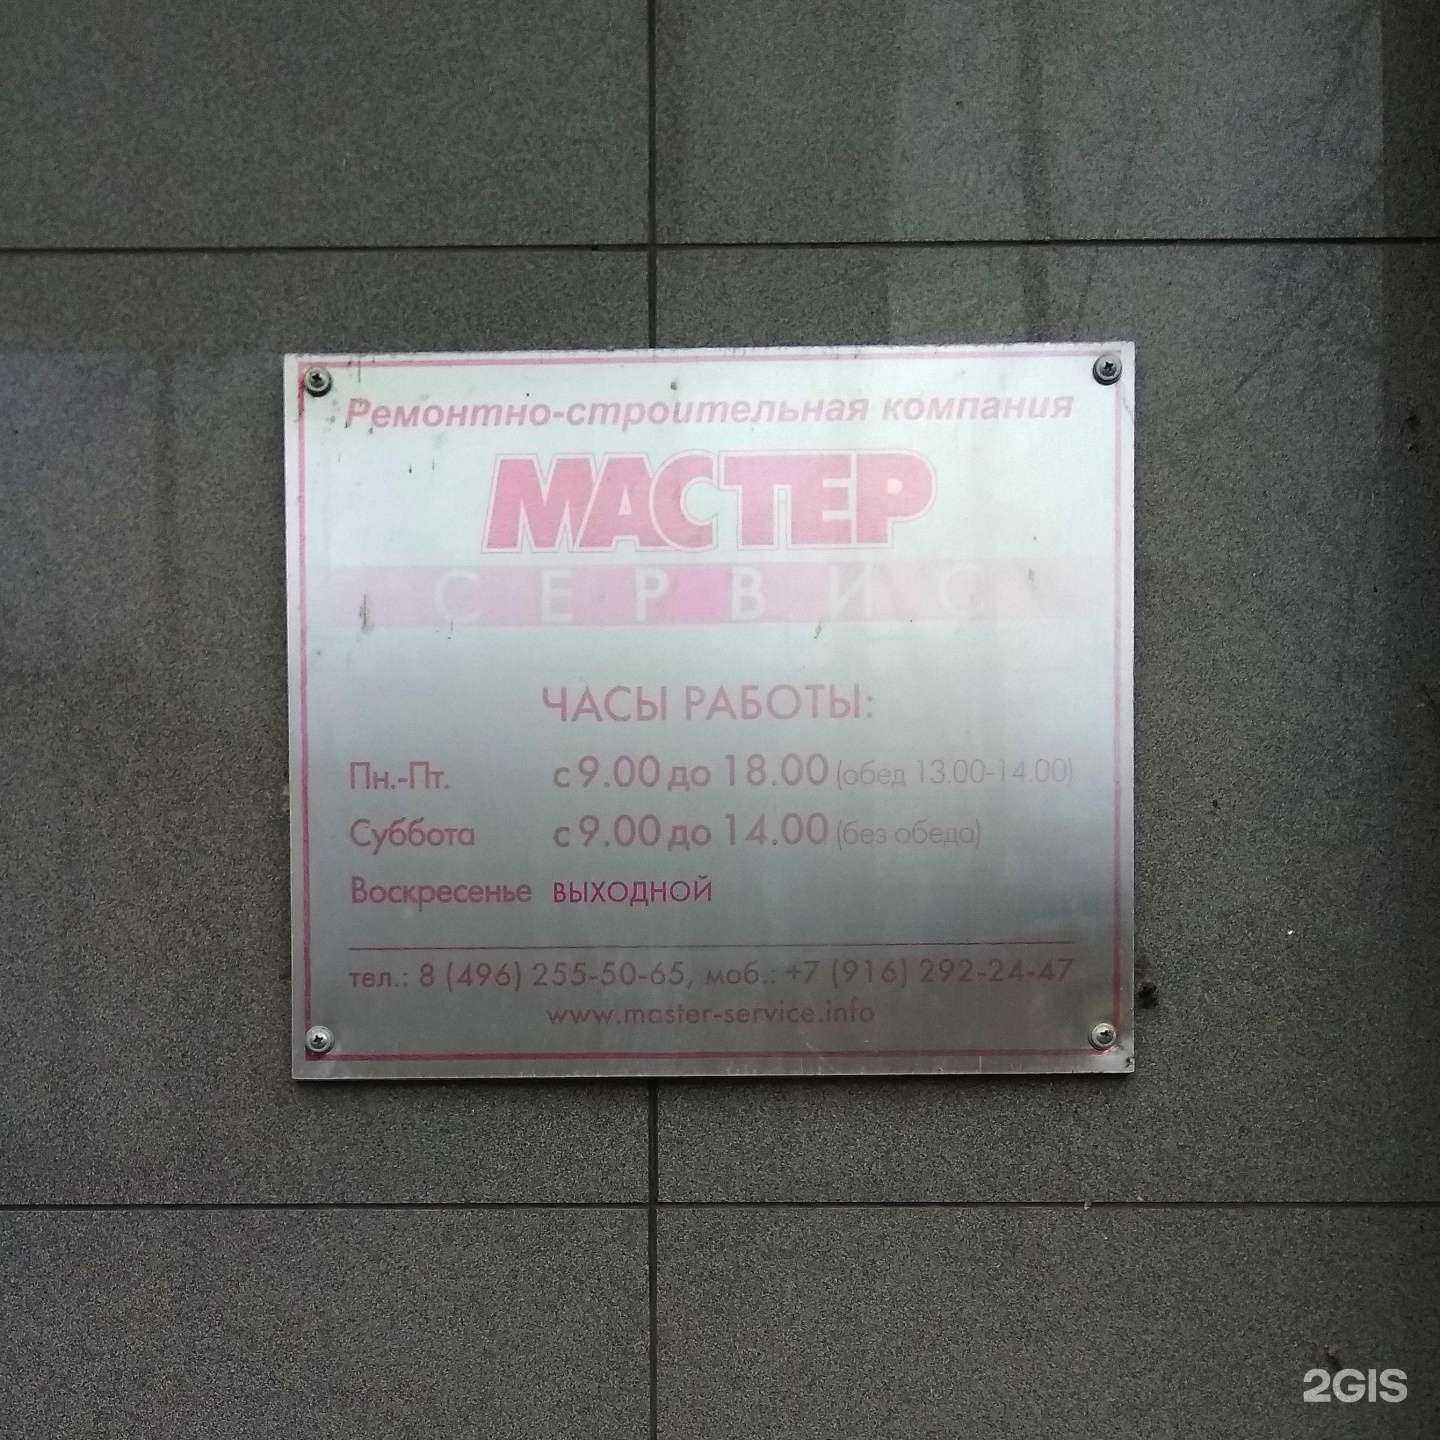 Ремонтно-строительная компания
МАСТЕР
СЕРВИС
ЧАСЫ РАБОТЫ:
Пн.-Пт. с 9.00 до 18.00 (обед 13.00-14.00)
Суббота с 9.00 до 14.00 (без обеда)
Воскресенье ВЫХОДНОЙ
тел.: 8 (496) 255-50-65, моб.: +7 (916) 292-24-47
www.master-service.info
2GIS